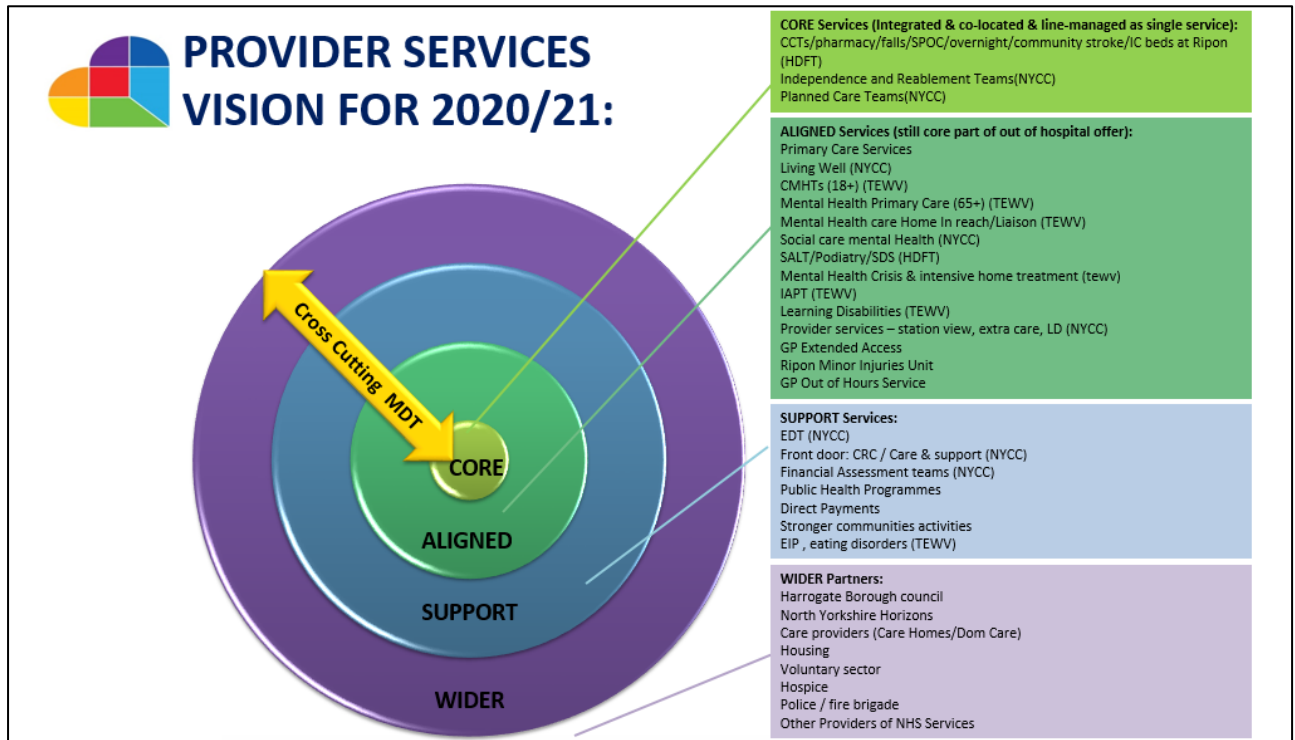 PROVIDER SERVICES
VISION FOR 2020/21:
Cross Cutting MDT
CORE
ALIGNED
SUPPORT
WIDER
CORE Services (Integrated & co-located & line-managed as single service):
CCTs/pharmacy/falls/SPOC/overnight/community stroke/IC beds at Ripon
(HDFT)
Independence and Reablement Teams(NYCC)
Planned Care Teams(NYCC)
ALIGNED Services (still core part of out of hospital offer):
Primary Care Services
Living Well (NYCC)
CMHTs (18+) (TEWV)
Mental Health Primary Care (65+) (TEWV)
Mental Health care Home In reach/Liaison (TEWV)
Social care mental Health (NYCC)
SALT/Podiatry/SDS (HDFT)
Mental Health Crisis & intensive home treatment (tewv)
IAPT (TEWV)
Learning Disabilities (TEWV)
Provider services – station view, extra care, LD (NYCC)
GP Extended Access
Ripon Minor Injuries Unit
GP Out of Hours Service
SUPPORT Services:
EDT (NYCC)
Front door: CRC / Care & support (NYCC)
Financial Assessment teams (NYCC)
Public Health Programmes
Direct Payments
Stronger communities activities
EIP , eating disorders (TEWV)
WIDER Partners:
Harrogate Borough council
North Yorkshire Horizons
Care providers (Care Homes/Dom Care)
Housing
Voluntary sector
Hospice
Police / fire brigade
Other Providers of NHS Services